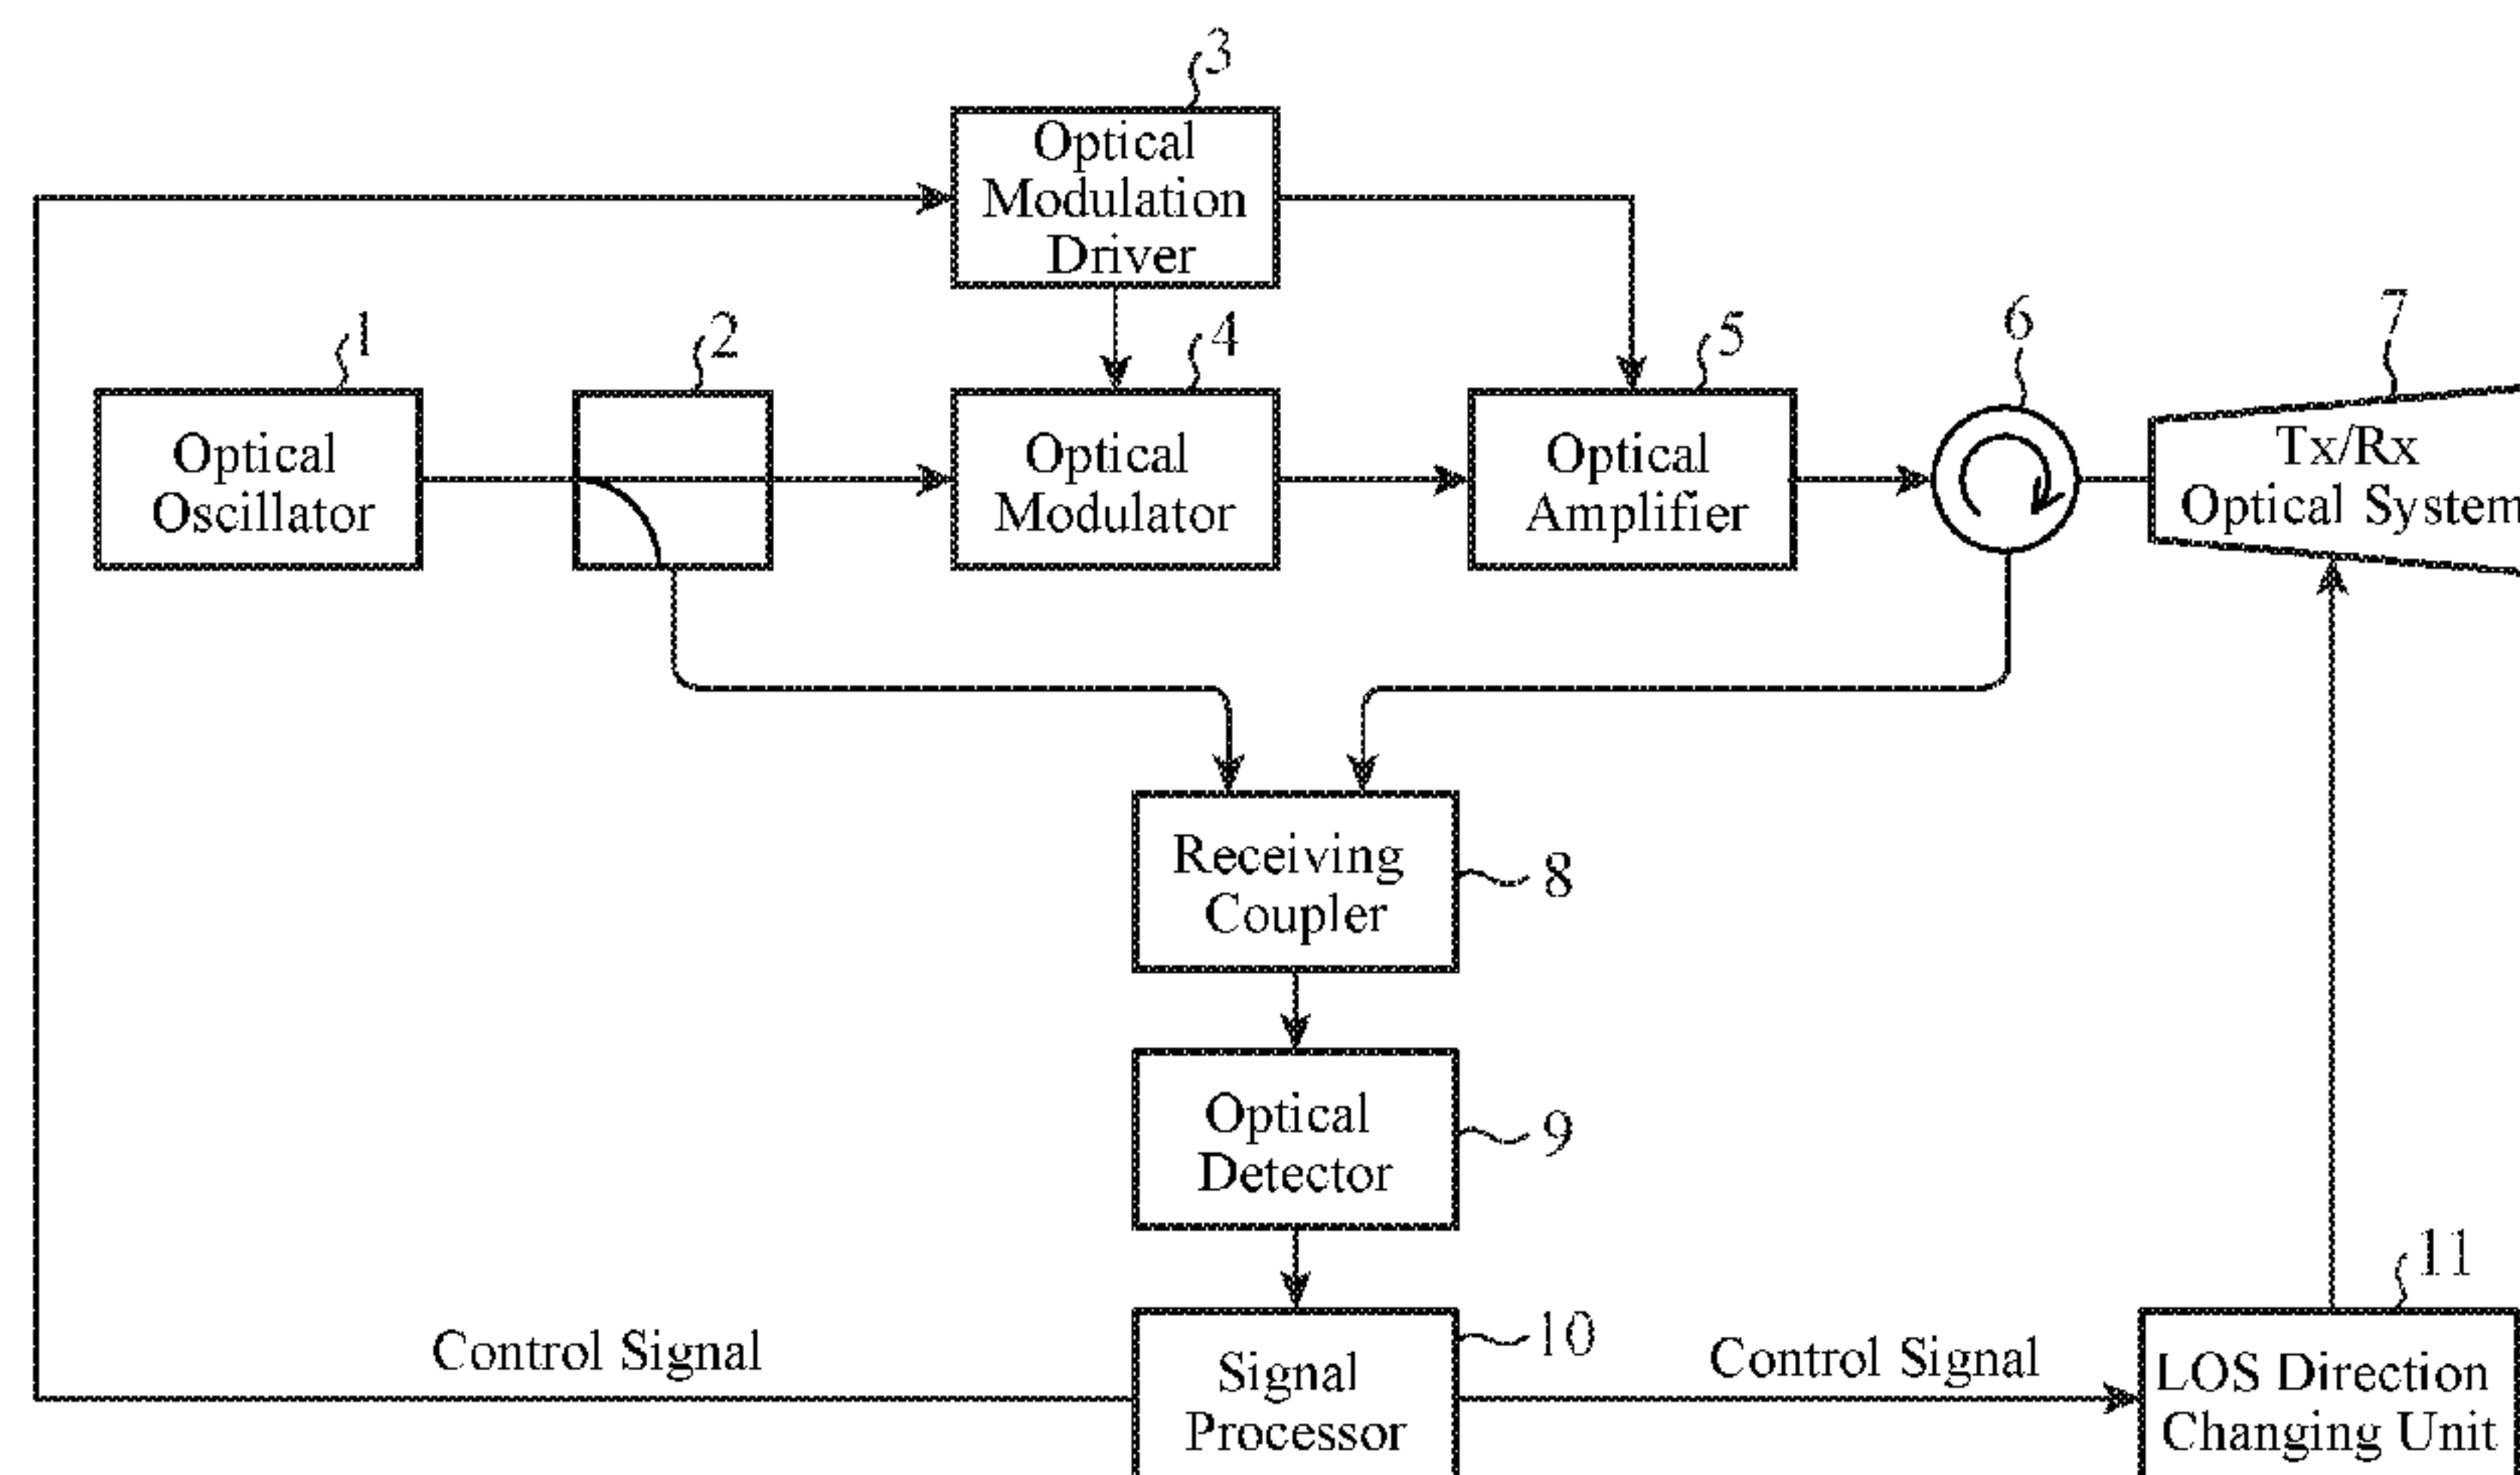 3
Optical
Modulation
Driver
1
2
4
5
6
7
Optical
Oscillator
Optical
Modulator
Optical
Amplifier
Tx/Rx
Optical System
Receiving
Coupler
8
Optical
Detector
9
11
10
Control Signal
Signal
Processor
Control Signal
LOS Direction
Changing Unit